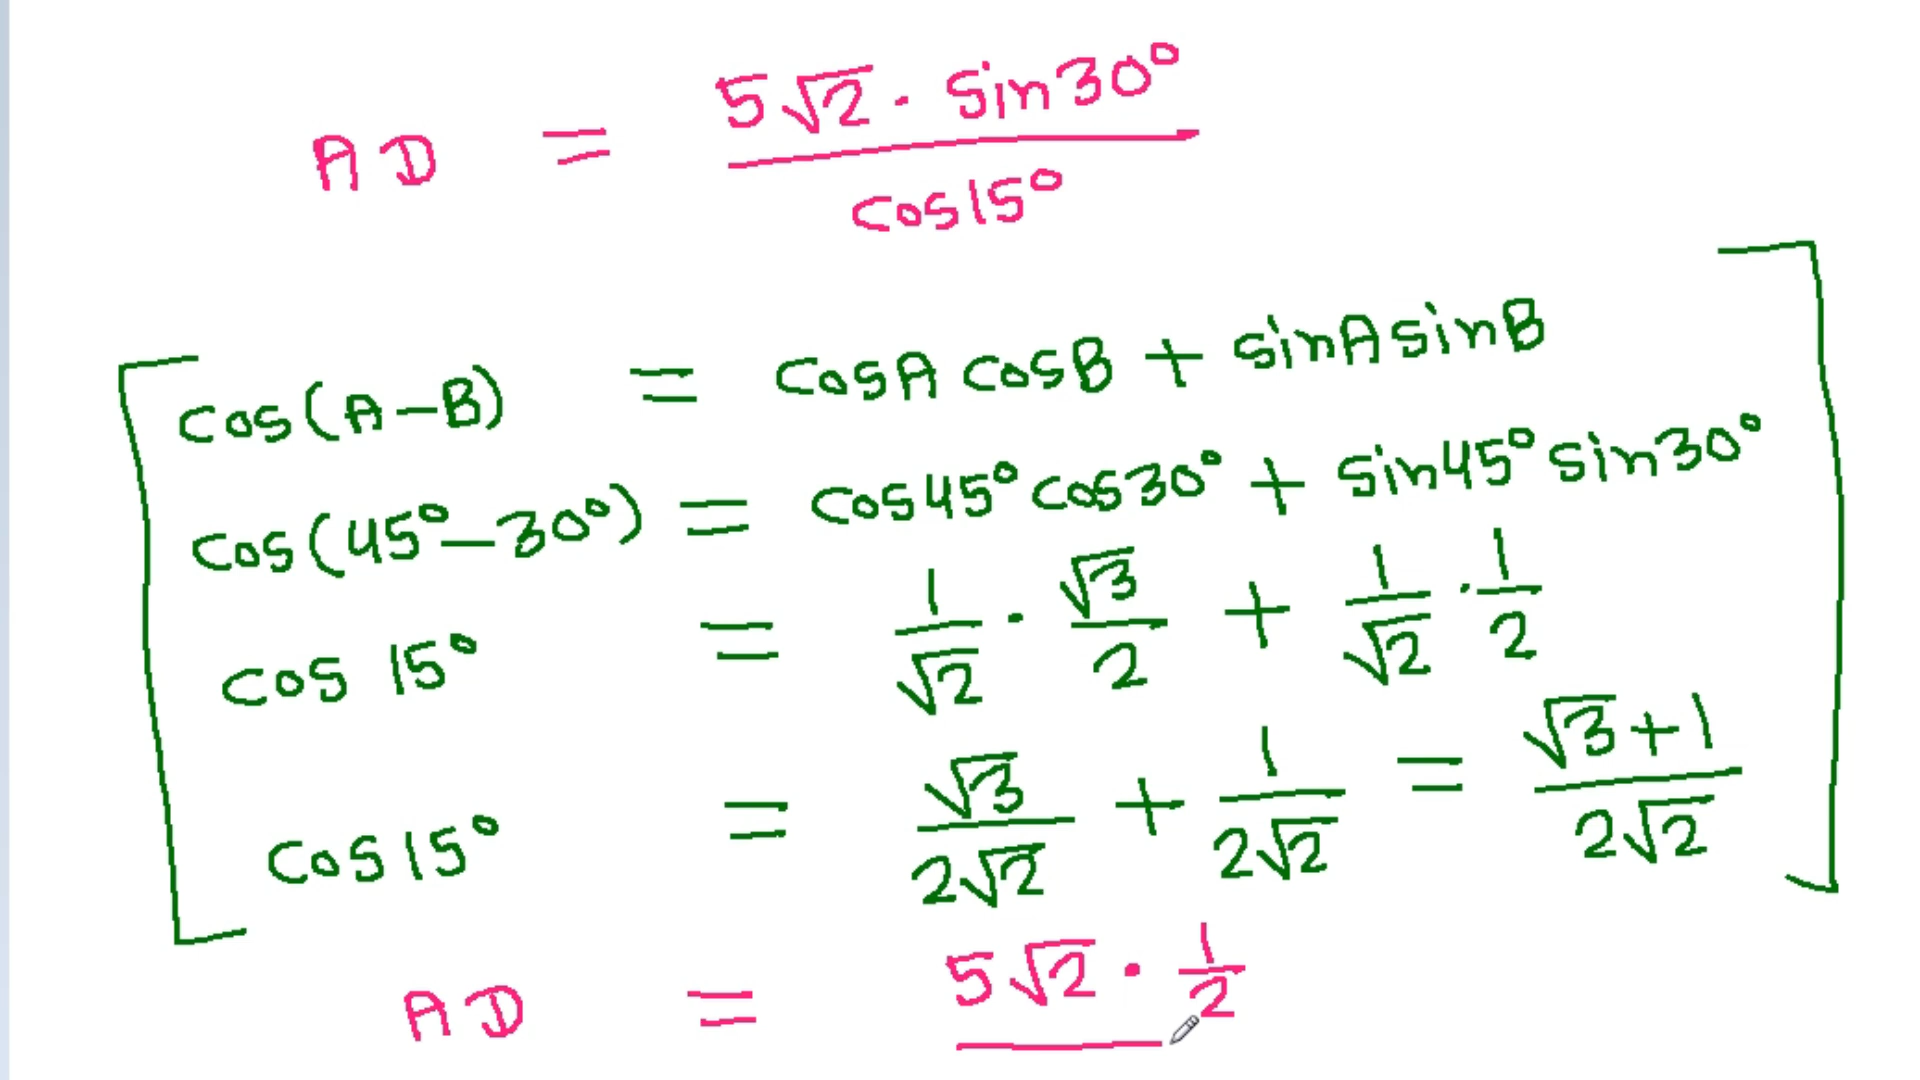 AD = 5√2 · sin30° / cos15°
cos(A-B) = cosA cosB + sinA sinB
cos(45°-30°) = cos45° cos30° + sin45° sin30°
cos 15° = 1/√2 · √3/2 + 1/√2 · 1/2
cos15° = √3/2√2 + 1/2√2 = √3+1/2√2
AD = 5√2 · 1/2